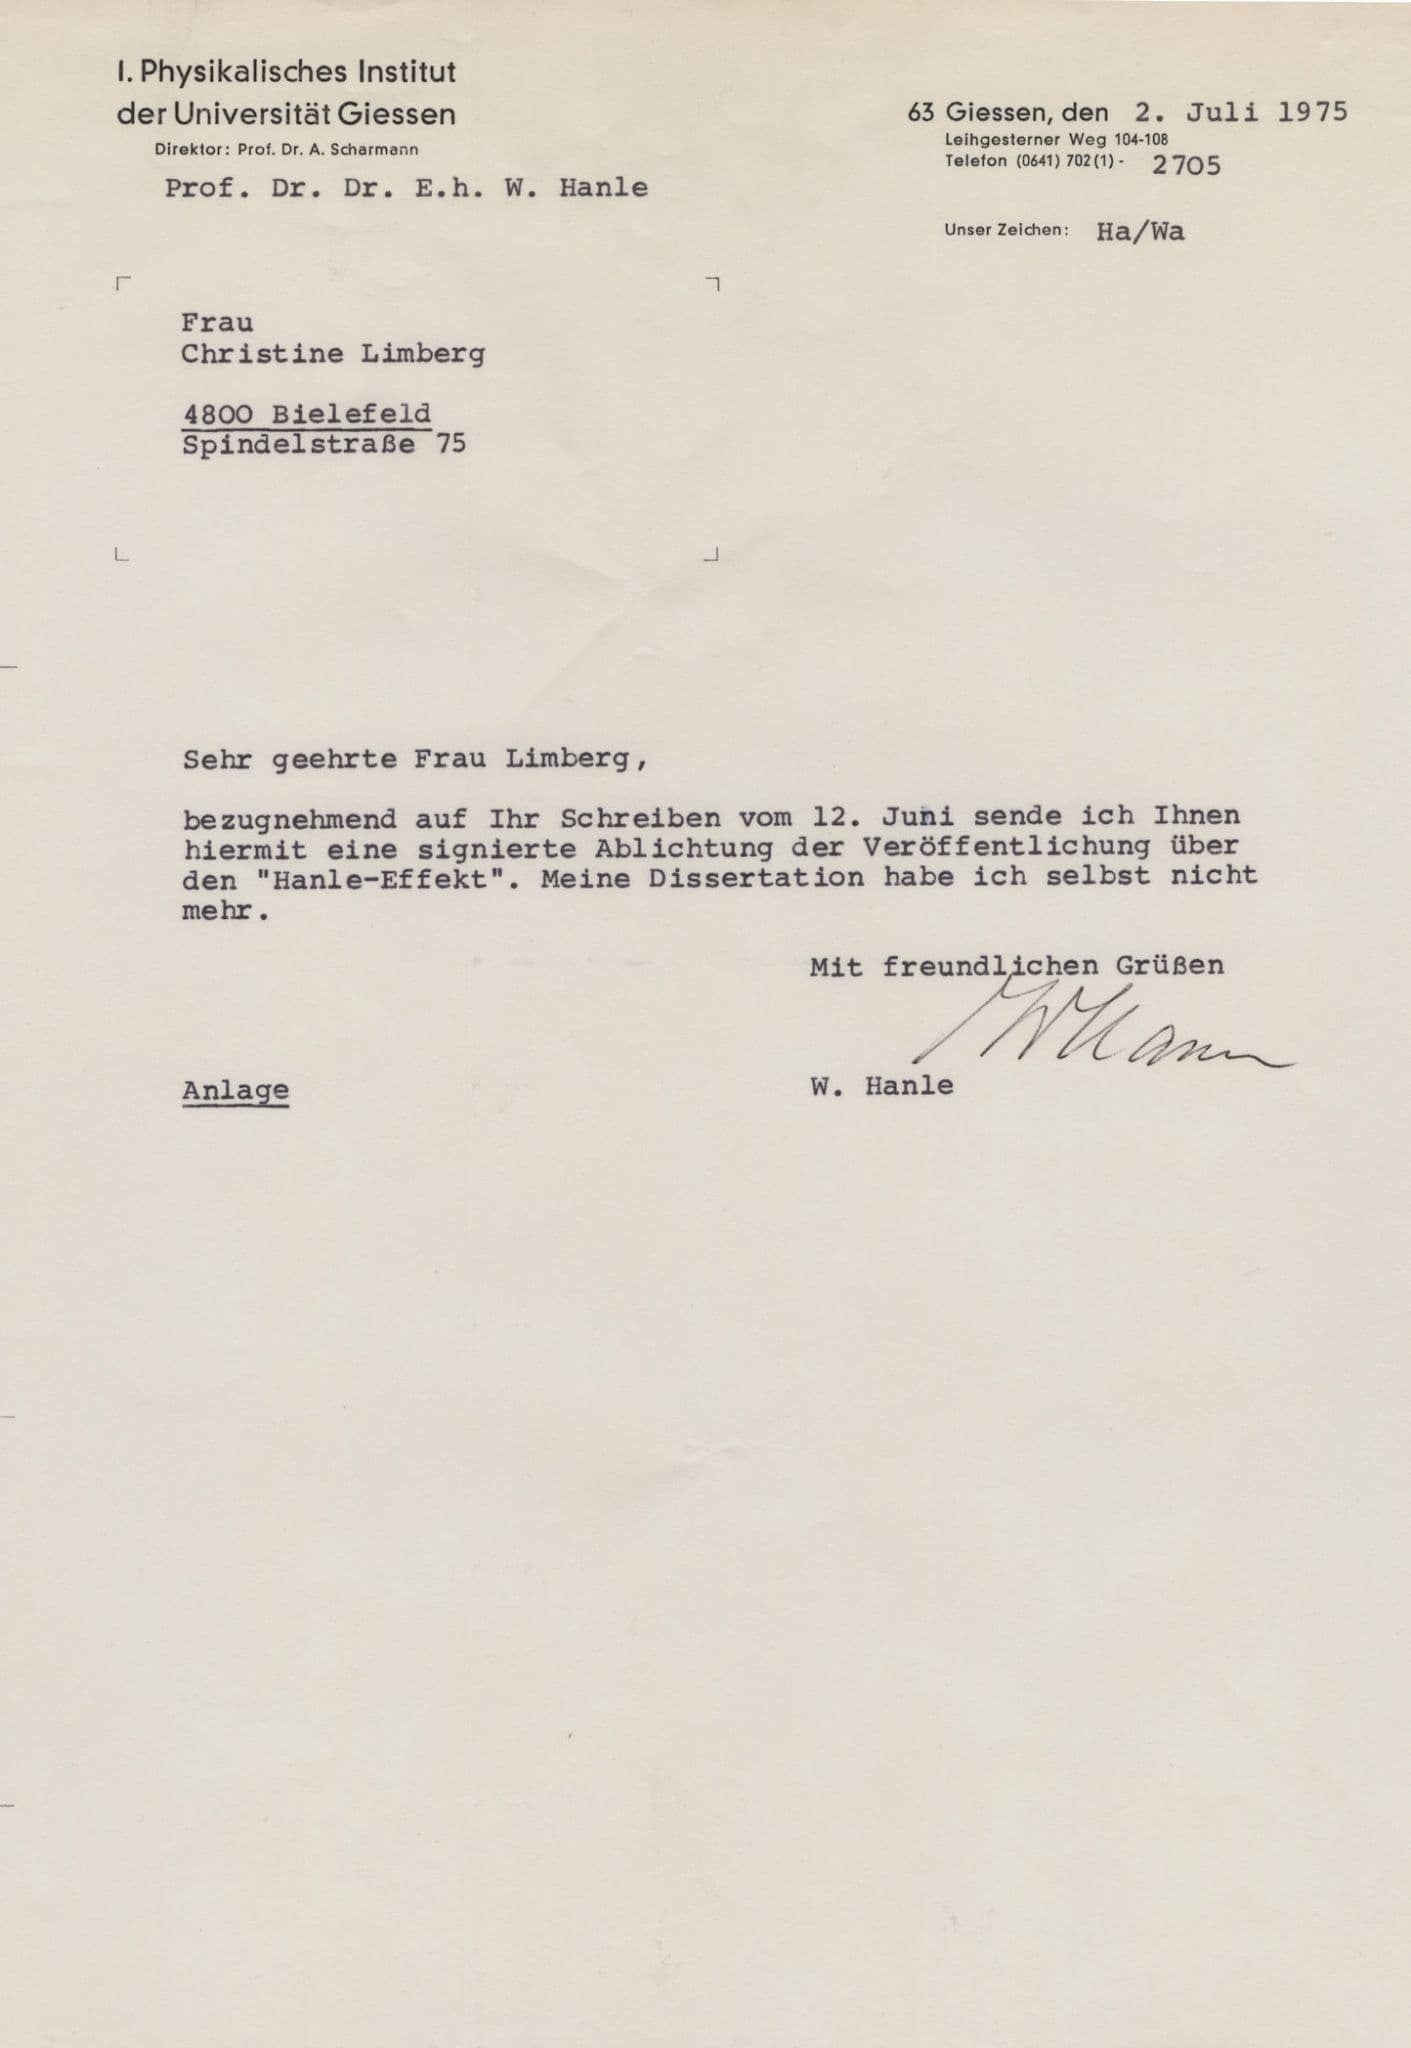 I. Physikalisches Institut
der Universität Giessen
Direktor: Prof. Dr. A. Scharmann
Prof. Dr. Dr. E.h. W. Hanle
63 Giessen, den 2. Juli 1975
Leihgesterner Weg 104-108
Telefon (0641) 702(1)- 2705
Unser Zeichen: Ha/Wa
Frau
Christine Limberg
4800 Bielefeld
Spindelstraße 75
Sehr geehrte Frau Limberg,
bezugnehmend auf Ihr Schreiben vom 12. Juni sende ich Ihnen
hiermit eine signierte Ablichtung der Veröffentlichung über
den "Hanle-Effekt". Meine Dissertation habe ich selbst nicht
mehr.
Mit freundlichen Grüßen
W Hanle
Anlage
W. Hanle